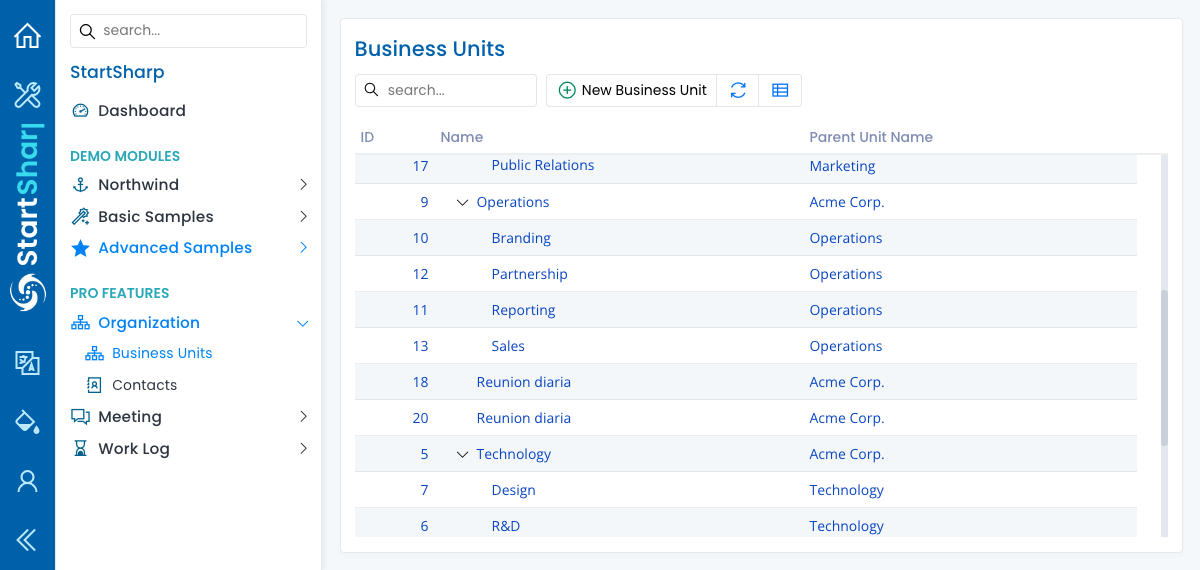 StartSharp
search...
StartSharp
Dashboard
DEMO MODULES
Northwind
Basic Samples
Advanced Samples
PRO FEATURES
Organization
Business Units
Contacts
Meeting
Work Log
Business Units
search...
New Business Unit
ID Name Parent Unit Name
17 Public Relations Marketing
9 Operations Acme Corp.
10 Branding Operations
12 Partnership Operations
11 Reporting Operations
13 Sales Operations
18 Reunion diaria Acme Corp.
20 Reunion diaria Acme Corp.
5 Technology Acme Corp.
7 Design Technology
6 R&D Technology